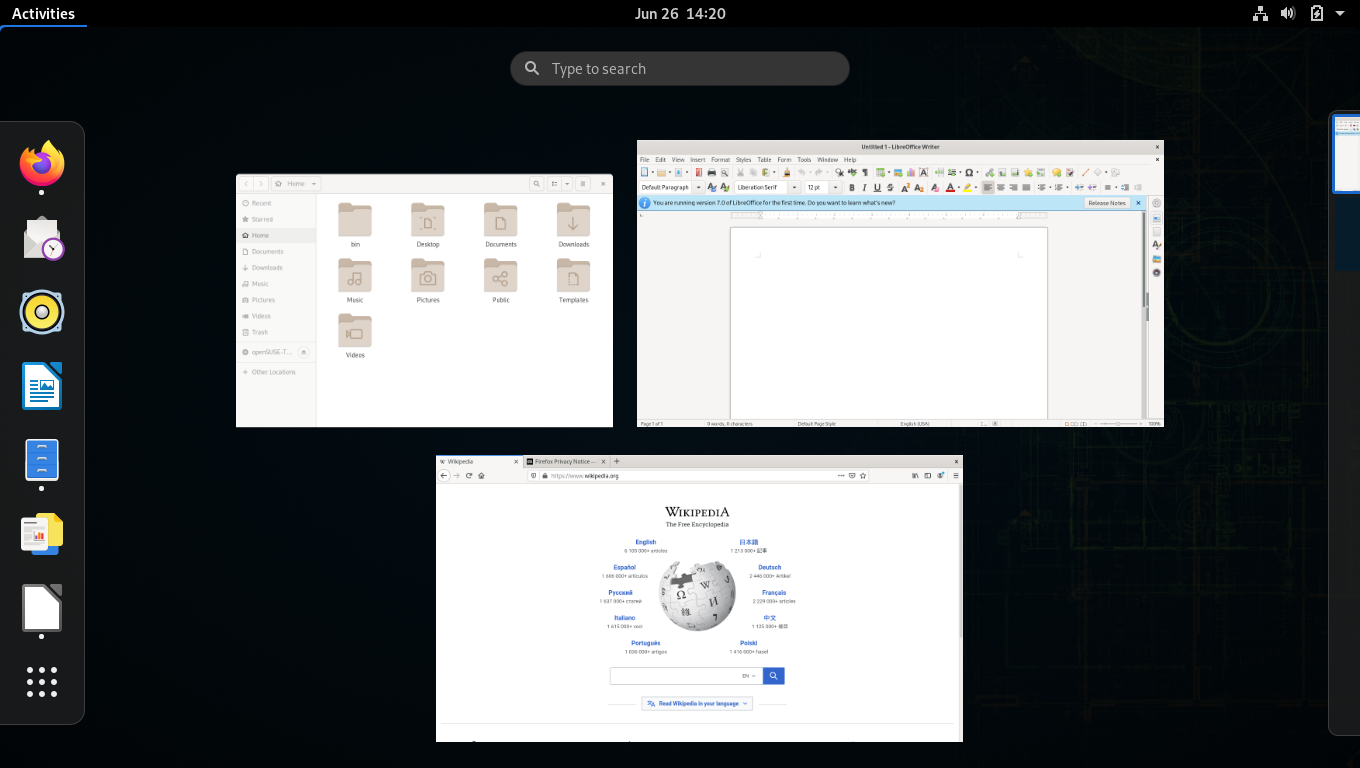 Activities
Jun 26 14:20
Type to search
Home
Recent
Starred
Home
Documents
Downloads
Music
Pictures
Videos
Trash
openSUSE-T...
Other Locations
bin
Desktop
Documents
Downloads
Music
Pictures
Public
Templates
Videos
Untitled 1 - LibreOffice Writer
File Edit View Insert Format Styles Table Form Tools Window Help
Default Paragraph
Liberation Serif
12 pt
You are running version 7.0 of LibreOffice for the first time. Do you want to learn what's new?
Release Notes
Page 1 of 1
0 words, 0 characters
Default Page Style
English (USA)
Wikipedia
Firefox Privacy Notice —
https://www.wikipedia.org
WIKIPEDIA
The Free Encyclopedia
English
日本語
1 213 000+ 記事
Español
1 606 000+ artículos
Deutsch
2 446 000+ Artikel
Русский
1 637 000+ статей
Français
2 229 000+ articles
Italiano
1 615 000+ voci
中文
1 125 000+ 條目
Português
1 036 000+ artigos
Polski
1 416 000+ haseł
EN
Read Wikipedia in your language